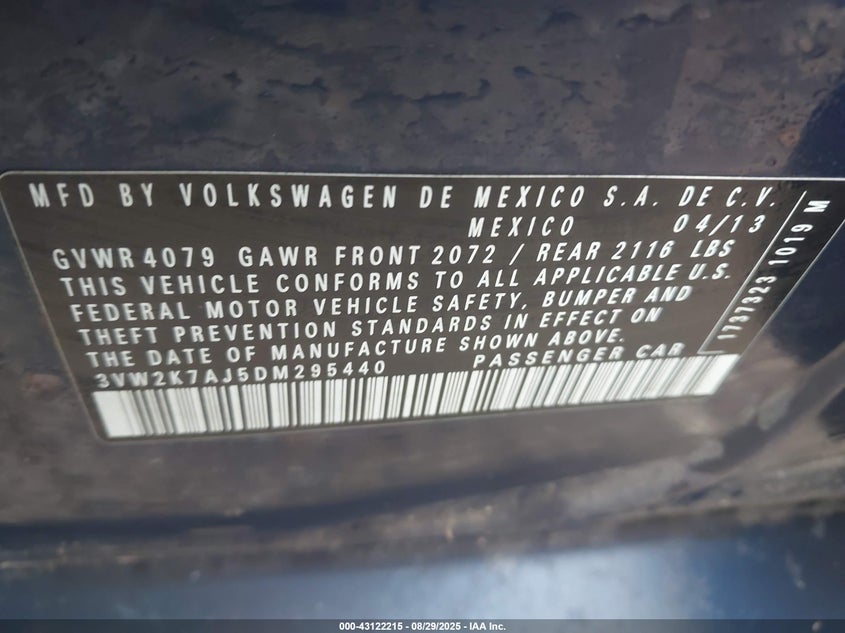 MFD BY VOLKSWAGEN DE MEXICO S.A. DE C.V.
MEXICO 04/13
GVWR 4079 GAWR FRONT 2072 / REAR 2116 LBS
THIS VEHICLE CONFORMS TO ALL APPLICABLE U.S.
FEDERAL MOTOR VEHICLE SAFETY, BUMPER AND
THEFT PREVENTION STANDARDS IN EFFECT ON
THE DATE OF MANUFACTURE SHOWN ABOVE.
3VW2K7AJ5DM295440 PASSENGER CAR
1737323 1019 M
000-43122215 - 08/29/2025 - IAA Inc.